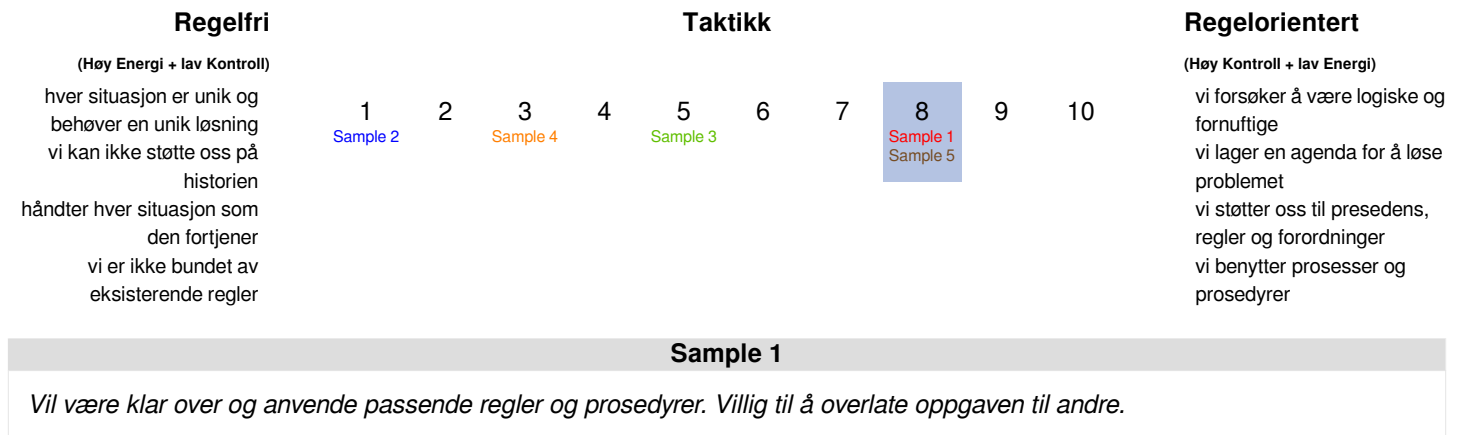 Regelfri
(Høy Energi + lav Kontroll)
hver situasjon er unik og
behøver en unik løsning
vi kan ikke støtte oss på
historien
håndter hver situasjon som
den fortjener
vi er ikke bundet av
eksisterende regler
Taktikk
1 2 3 4 5 6 7 8 9 10
Sample 2 Sample 4 Sample 3 Sample 1
Sample 5
Regelorientert
(Høy Kontroll + lav Energi)
vi forsøker å være logiske og
fornuftige
vi lager en agenda for å løse
problemet
vi støtter oss til presedens,
regler og forordninger
vi benytter prosesser og
prosedyrer
Sample 1
Vil være klar over og anvende passende regler og prosedyrer. Villig til å overlate oppgaven til andre.